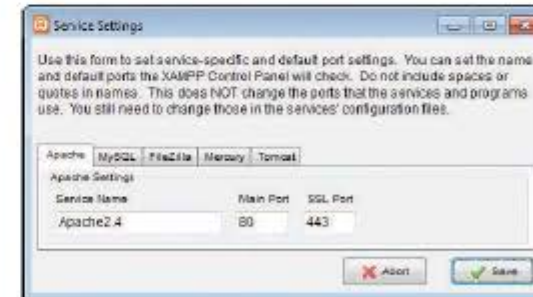 Service Settings
Use this form to set service-specific and default port settings. You can set the name
and default ports the XAMPP Control Panel will check. Do not include spaces or
quotes in names. This does NOT change the ports that the services and programs
use. You still need to change those in the services' configuration files.
Apache MySQL FileZilla Mercury Tomcat
Apache Settings
Service Name Main Port SSL Port
Apache2.4 80 443
Abort Save